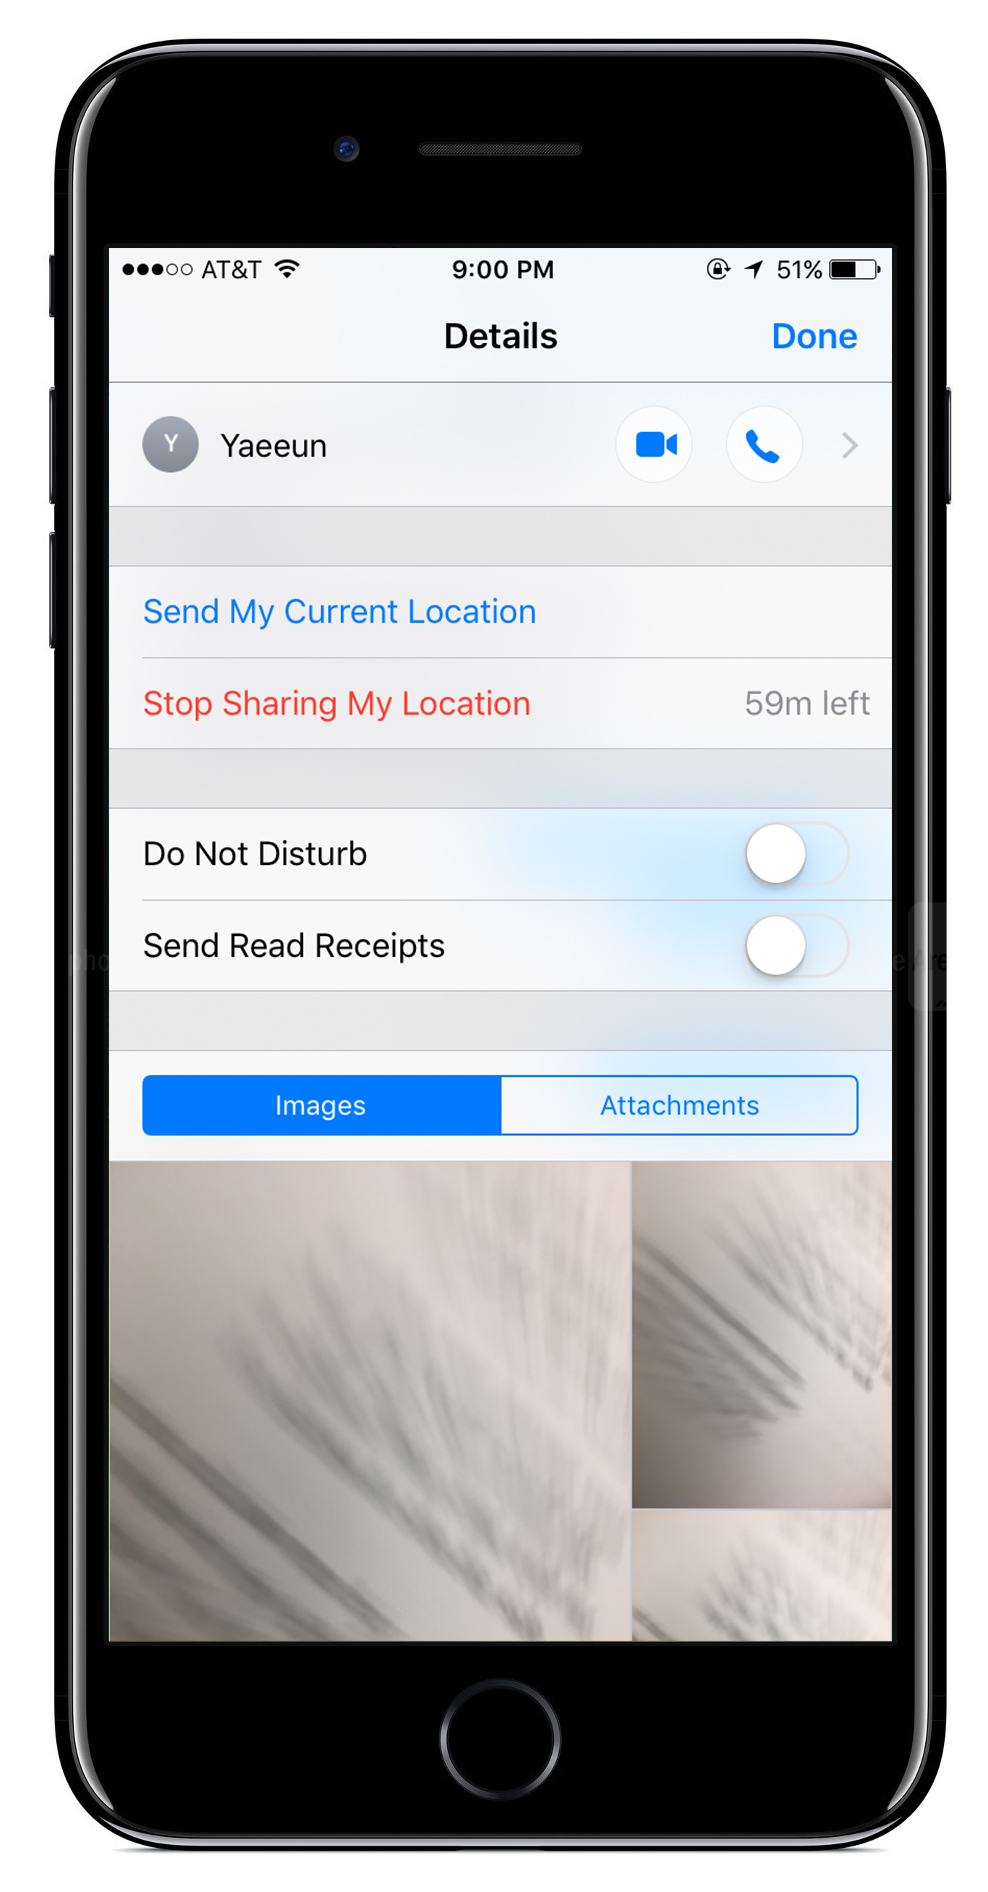 AT&T 9:00 PM 51%
Details Done
Y Yaeeun
Send My Current Location
Stop Sharing My Location 59m left
Do Not Disturb
Send Read Receipts
Images Attachments